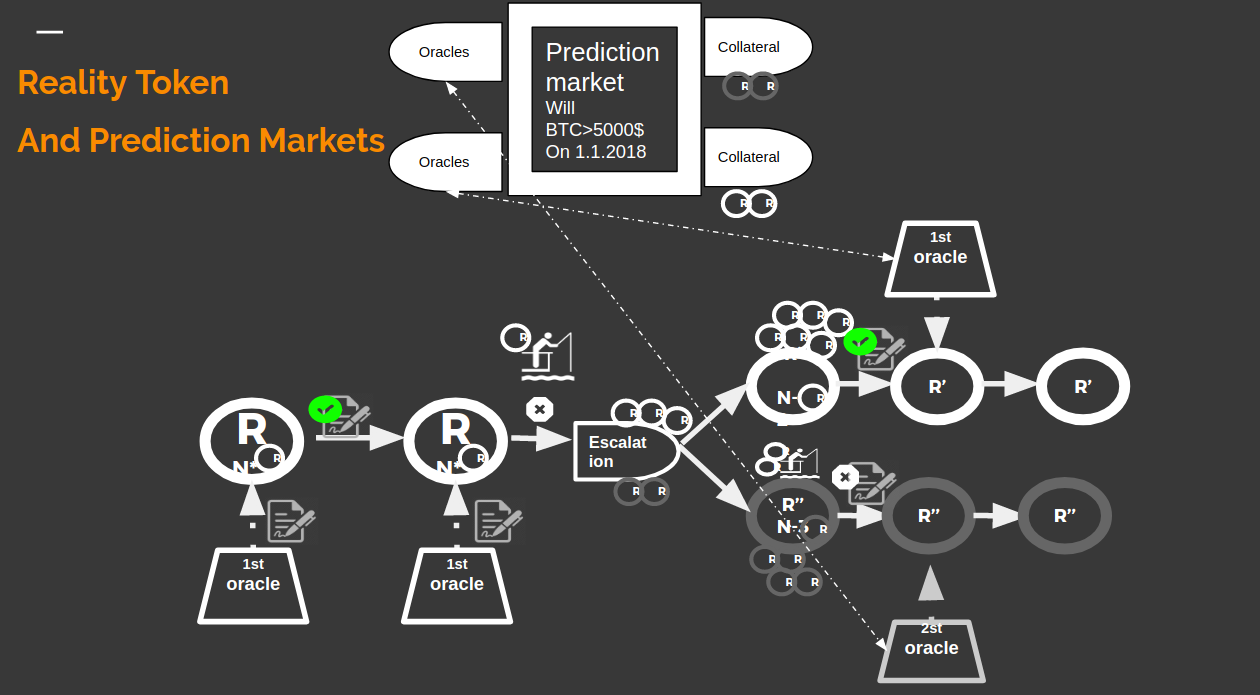 Reality Token
And Prediction Markets
Oracles
Oracles
Prediction
market
Will
BTC>5000$
On 1.1.2018
Collateral
R
R
Collateral
R
R
1st
oracle
R
R
R
R
R
R
R
N-
R
R'
R'
R
N*
R
R
N*
R
R
R
R
Escalat
ion
R
R
R''
R
R
R
R
R
R''
R''
1st
oracle
1st
oracle
2st
oracle